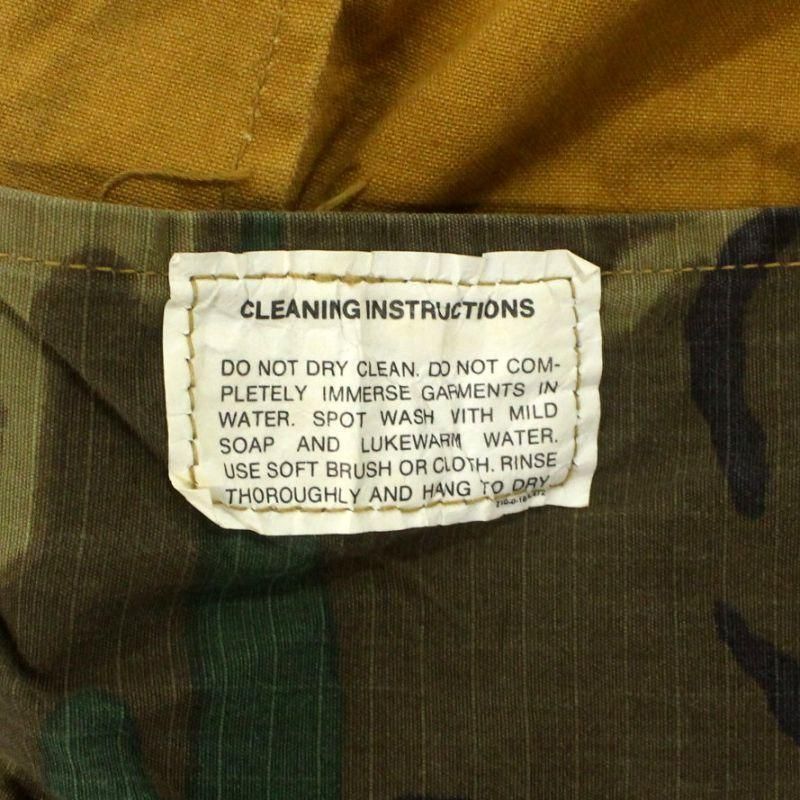 CLEANING INSTRUCTIONS
DO NOT DRY CLEAN. DO NOT COM-
PLETELY IMMERSE GARMENTS IN
WATER. SPOT WASH WITH MILD
SOAP AND LUKEWARM WATER.
USE SOFT BRUSH OR CLOTH. RINSE
THOROUGHLY AND HANG TO DRY